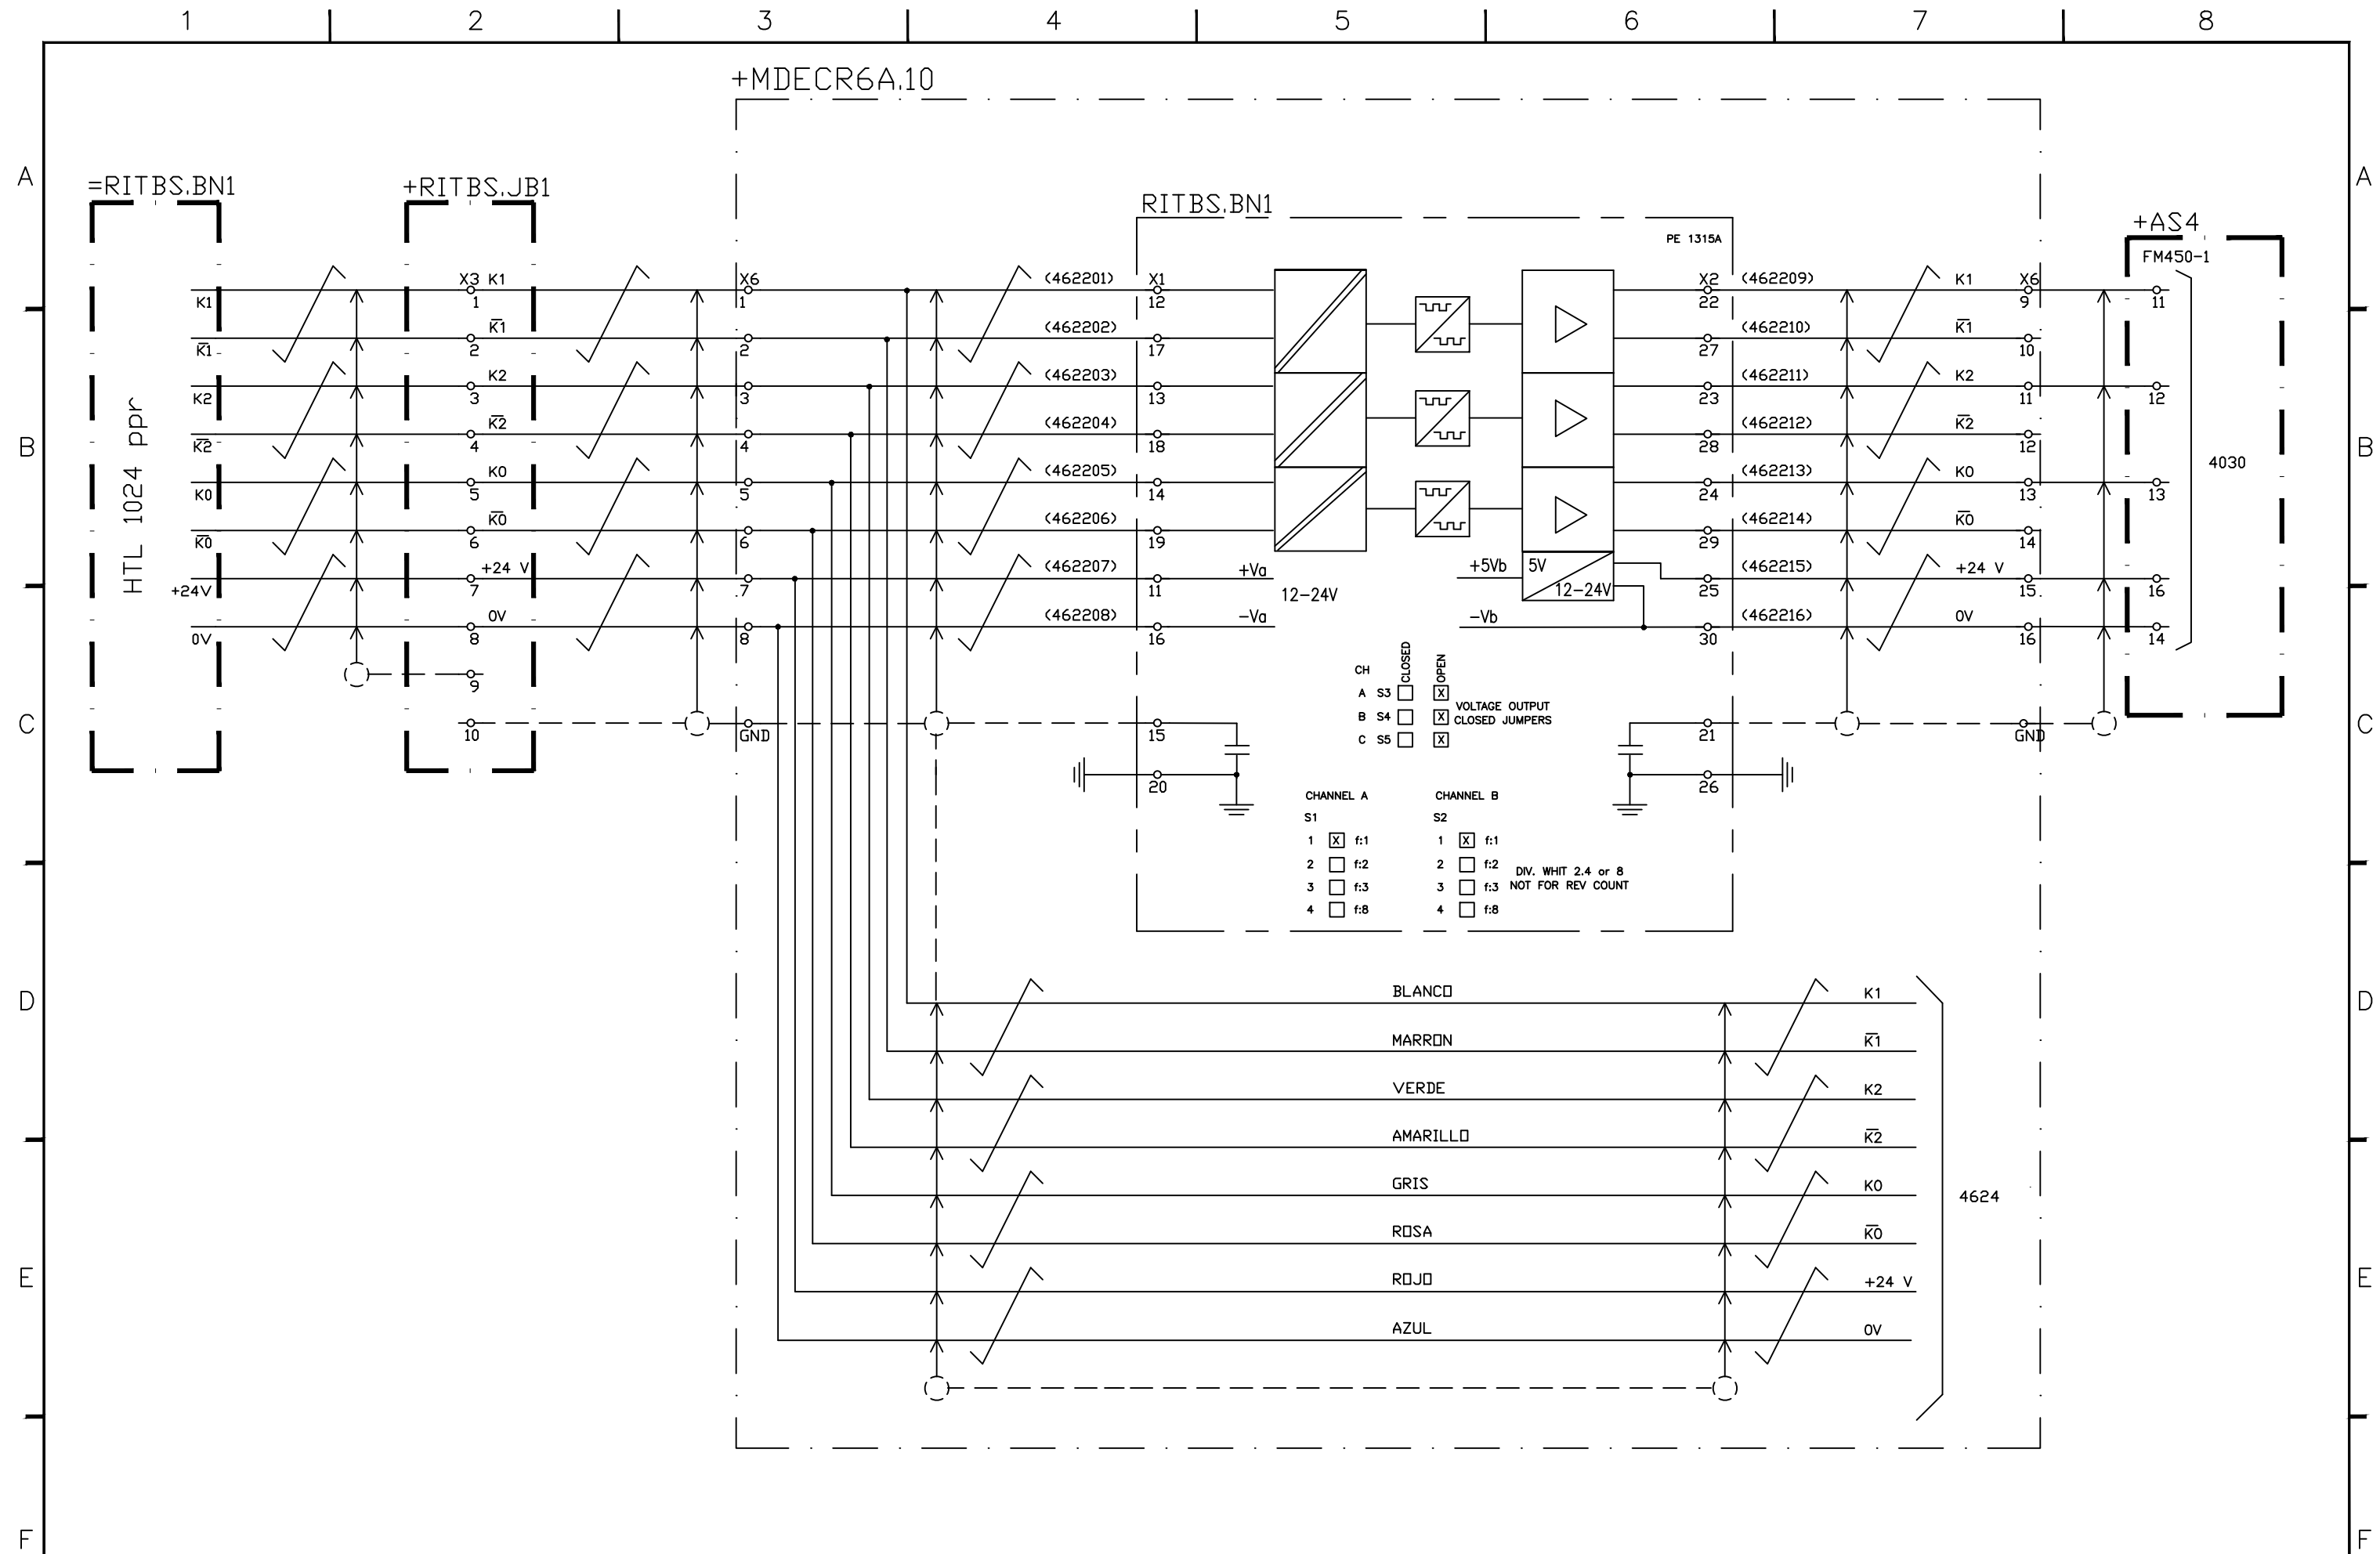 1 2 3 4 5 6 7 8
+MDECR6A.10
A A
=RITBS.BN1 +RITBS.JB1
RITBS.BN1
+AS4
PE 1315A
FM450-1
X3 K1 X6 (462201) X1 X2 (462209) K1 X6
K1 1 1 12 22 9 11
K̅1̅ (462202) (462210) K̅1̅
K̅1̅ 2 2 17 27 10
K2 (462203) (462211) K2
K2 3 3 13 23 11 12
K̅2̅ (462204) (462212) K̅2̅
B K̅2̅ 4 4 18 28 12 B
4030
HTL 1024 ppr
K0 (462205) (462213) K0
K0 5 5 14 24 13 13
K̅0̅ (462206) (462214) K̅0̅
K̅0̅ 6 6 19 29 14
+24 V (462207) +Va +5Vb 5V (462215) +24 V
+24V 7 7 11 12-24V 12-24V 25 15 16
0V (462208) -Va -Vb (462216) 0V
0V 8 8 16 30 16 14
9
CH CLOSED OPEN
A S3 X
B S4 X
C S5 X
VOLTAGE OUTPUT
CLOSED JUMPERS
C C
10 GND 15 21 GND
20 26
CHANNEL A CHANNEL B
S1 S2
1 X f:1 1 X f:1
2 f:2 2 f:2
3 f:3 3 f:3
4 f:8 4 f:8
DIV. WHIT 2.4 or 8
NOT FOR REV COUNT
D D
BLANCO K1
MARRON K̅1̅
VERDE K2
AMARILLO K̅2̅
GRIS K0
4624
ROSA K̅0̅
E E
ROJO +24 V
AZUL 0V
F F